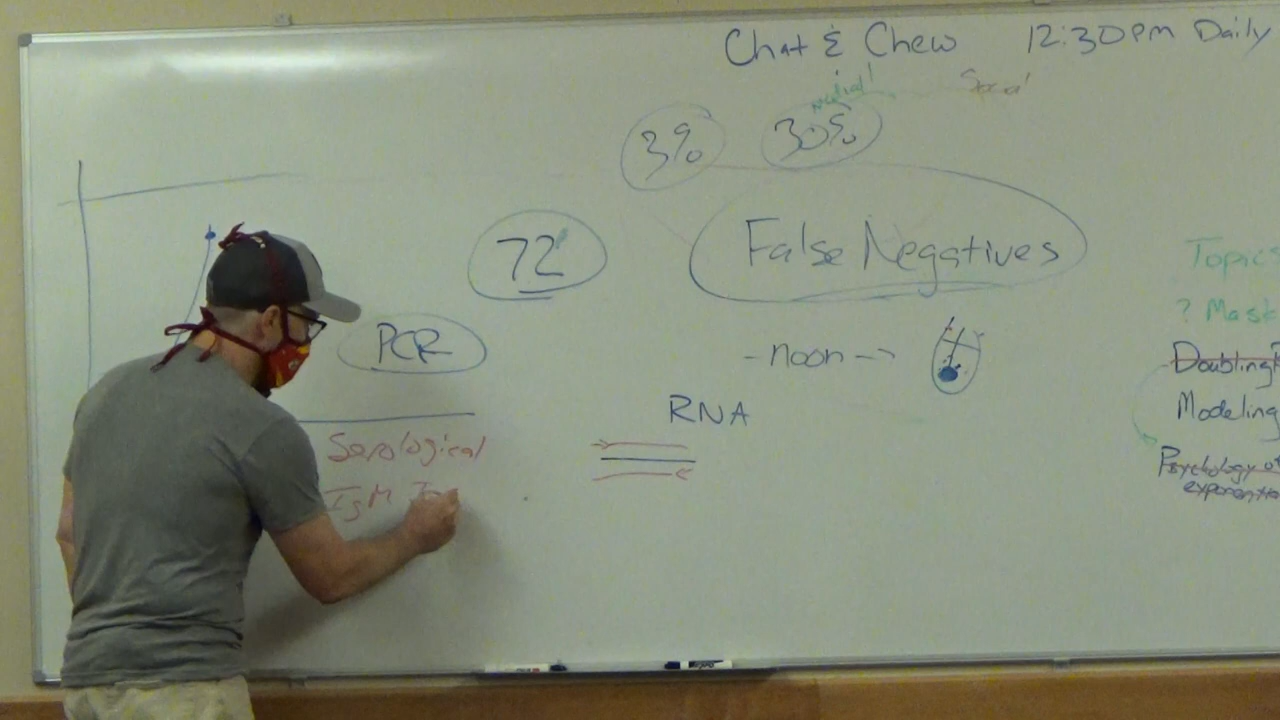 Chat & Chew 12:30PM Daily
Social
3% 30%
72
False Negatives
PCR
- noon ->
RNA
Serological
IgM
Topics
? Mask
Doubling
Modeling
Psychology of